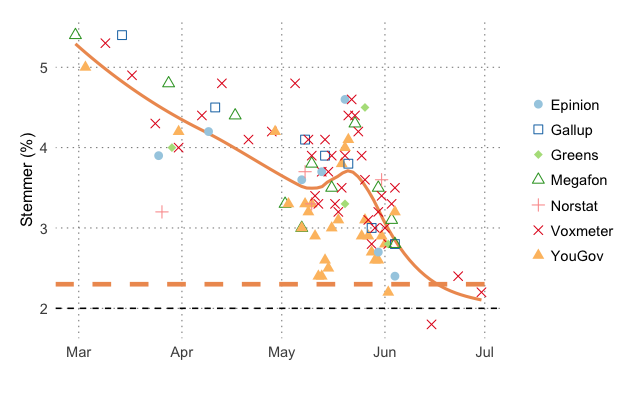 Stemmer (%)
5
4
3
2
Mar
Apr
May
Jun
Jul
Epinion
Gallup
Greens
Megafon
Norstat
Voxmeter
YouGov